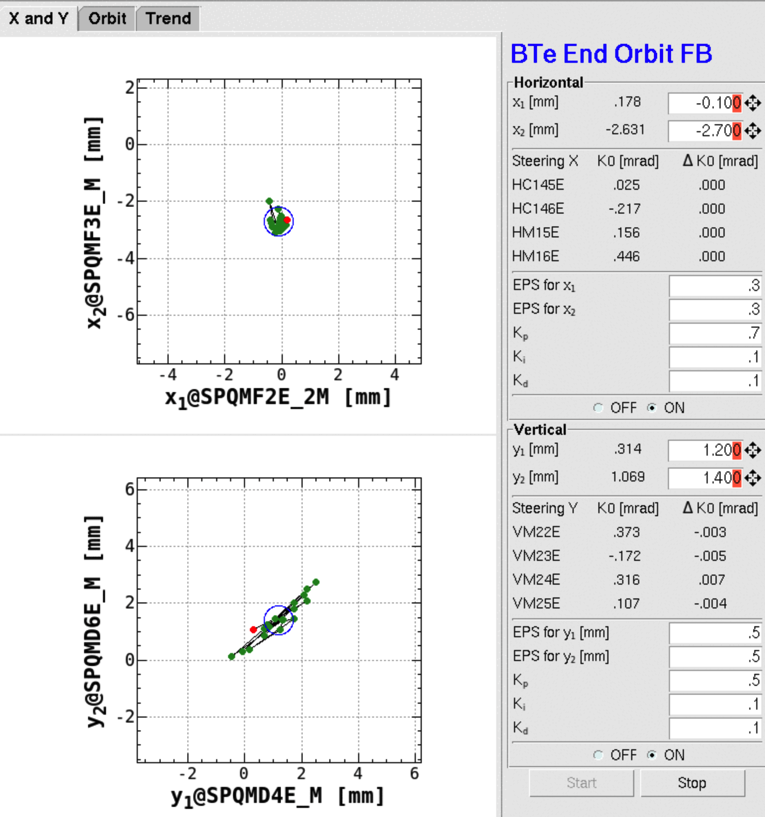 X and Y Orbit Trend
BTe End Orbit FB
Horizontal
x1 [mm] .178 -0.100
x2 [mm] -2.631 -2.700
Steering X K0 [mrad] Δ K0 [mrad]
HC145E .025 .000
HC146E -.217 .000
HM15E .156 .000
HM16E .446 .000
EPS for x1 .3
EPS for x2 .3
Kp .7
Ki .1
Kd .1
OFF ON
Vertical
y1 [mm] .314 1.200
y2 [mm] 1.069 1.400
Steering Y K0 [mrad] Δ K0 [mrad]
VM22E .373 -.003
VM23E -.172 -.005
VM24E .316 .007
VM25E .107 -.004
EPS for y1 [mm] .5
EPS for y2 [mm] .5
Kp .5
Ki .1
Kd .1
OFF ON
Start Stop
x2@SPQMF3E_M [mm]
2
0
-2
-4
-6
-4 -2 0 2 4
x1@SPQMF2E_2M [mm]
y2@SPQMD6E_M [mm]
6
4
2
0
-2
-2 0 2 4 6
y1@SPQMD4E_M [mm]